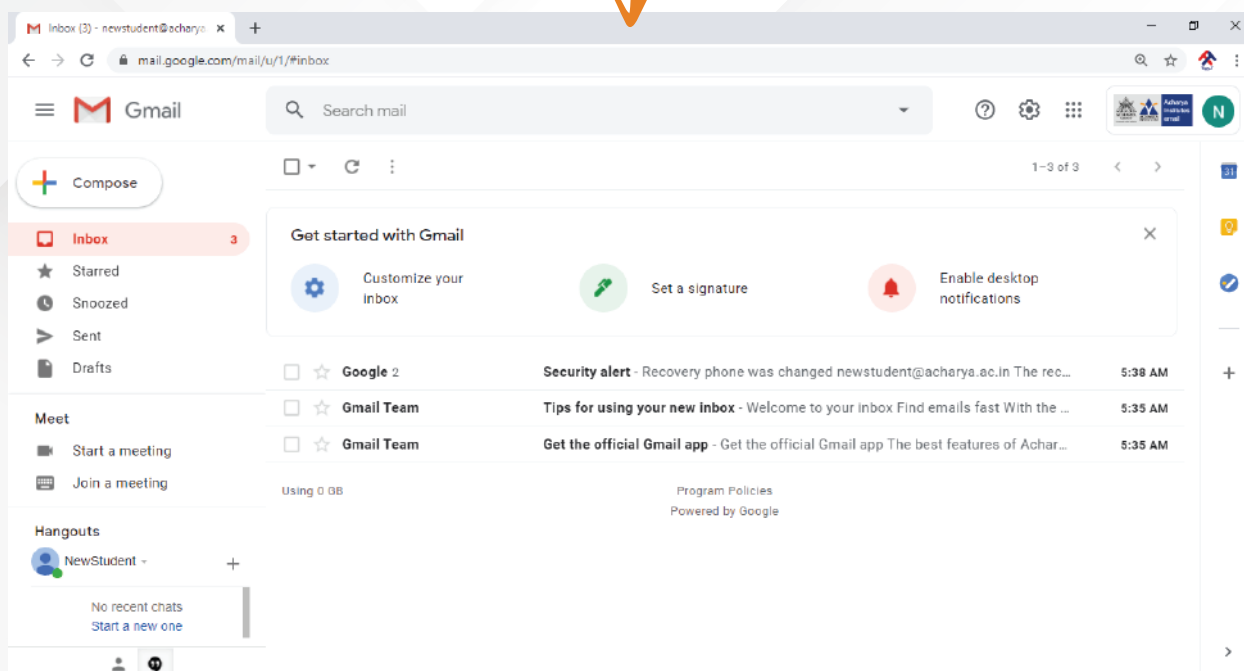 Inbox (3) - newstudent@acharya
mail.google.com/mail/u/1/#inbox
Gmail
Search mail
Acharya
Institutes
email
N
Compose
1–3 of 3
31
Inbox 3
Starred
Snoozed
Sent
Drafts
Get started with Gmail
Customize your
inbox
Set a signature
Enable desktop
notifications
Google 2 Security alert - Recovery phone was changed newstudent@acharya.ac.in The rec... 5:38 AM
Gmail Team Tips for using your new inbox - Welcome to your inbox Find emails fast With the ... 5:35 AM
Gmail Team Get the official Gmail app - Get the official Gmail app The best features of Achar... 5:35 AM
Using 0 GB
Program Policies
Powered by Google
Meet
Start a meeting
Join a meeting
Hangouts
NewStudent
No recent chats
Start a new one